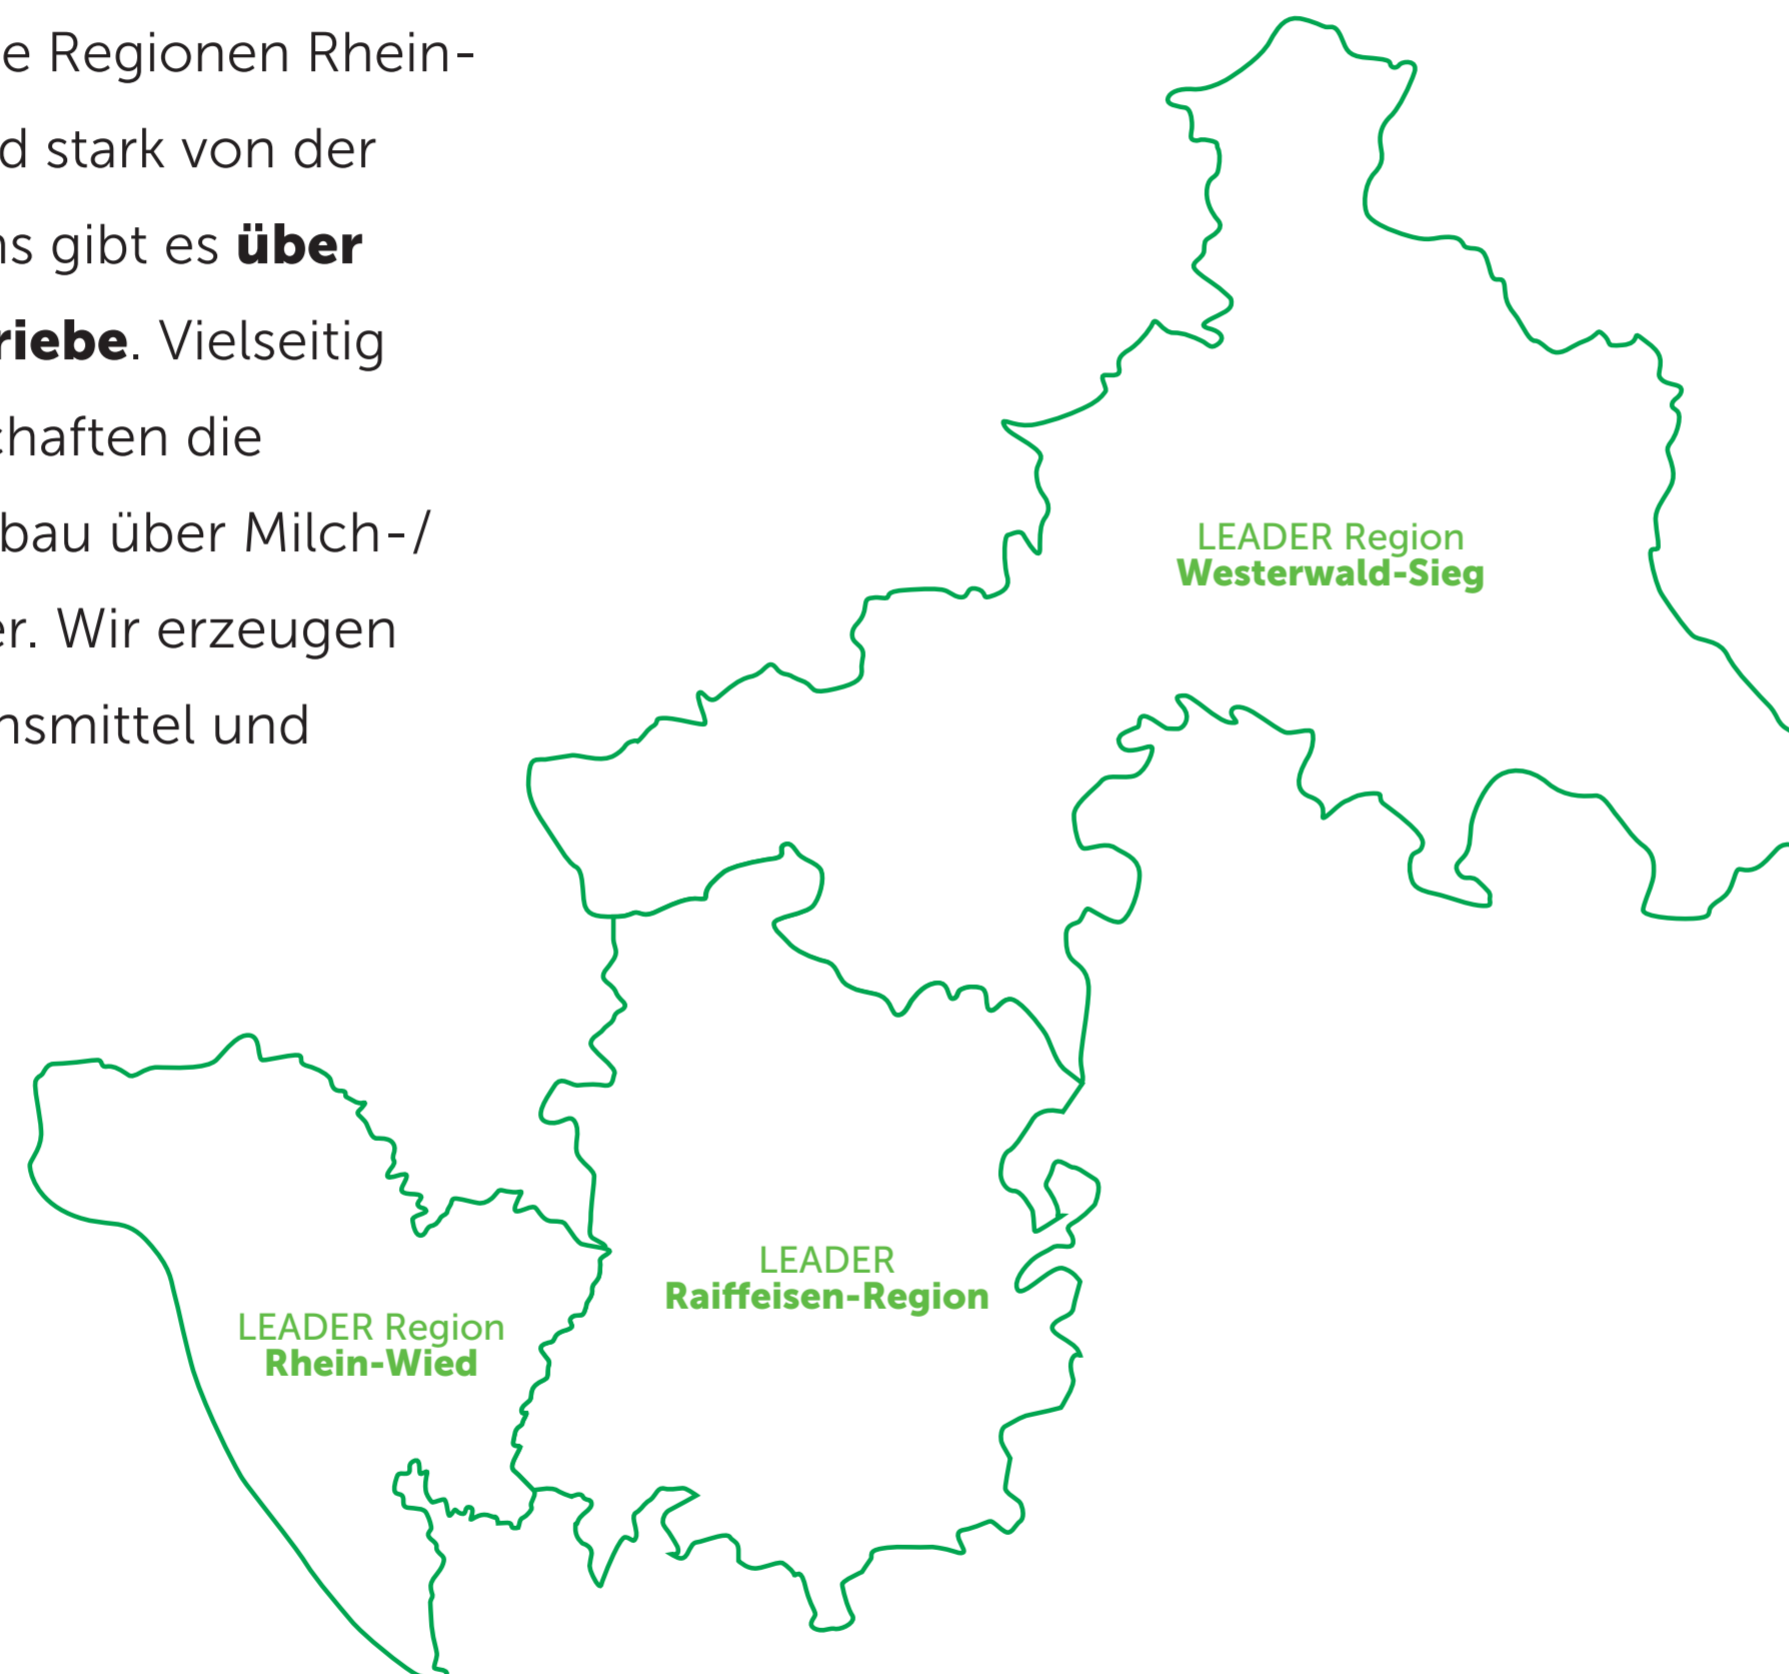 e Regionen Rhein-
d stark von der
ns gibt es über
riebe. Vielseitig
chaften die
bau über Milch-/
er. Wir erzeugen
nsmittel und
LEADER Region
Westerwald-Sieg
LEADER
Raiffeisen-Region
LEADER Region
Rhein-Wied